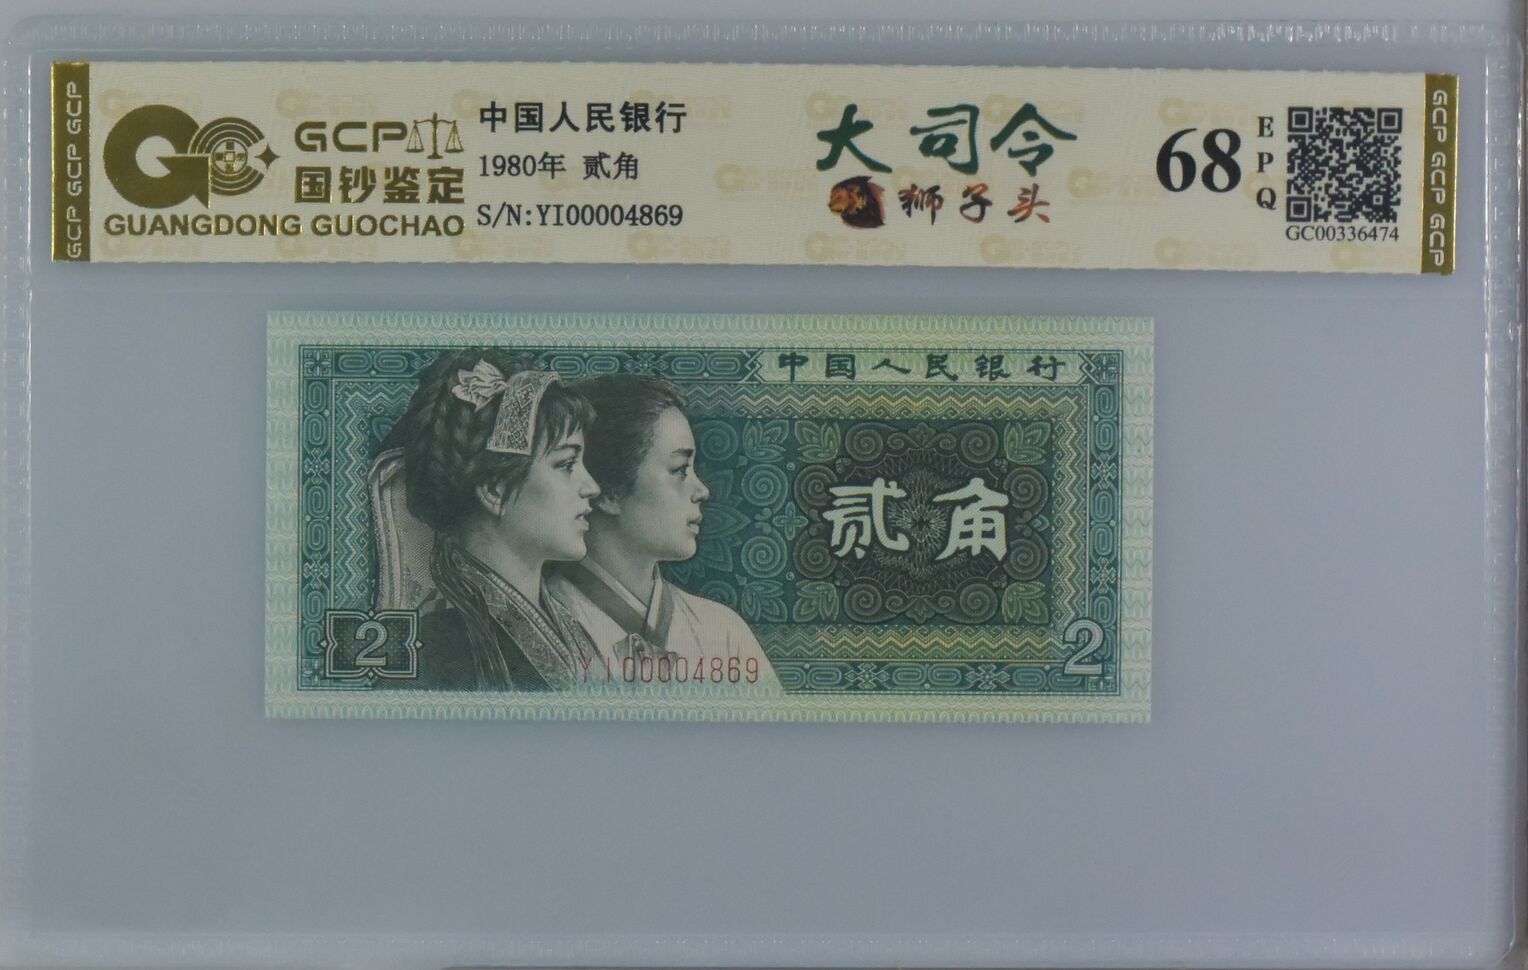 GCP GCP GCP
GCP
国钞鉴定
GUANGDONG GUOCHAO
中国人民银行
1980年 贰角
S/N:YI00004869
大司令
狮子头
68
EPQ
GC00336474
GCP GCP GCP
中国人民银行
贰角
2
YI00004869
2